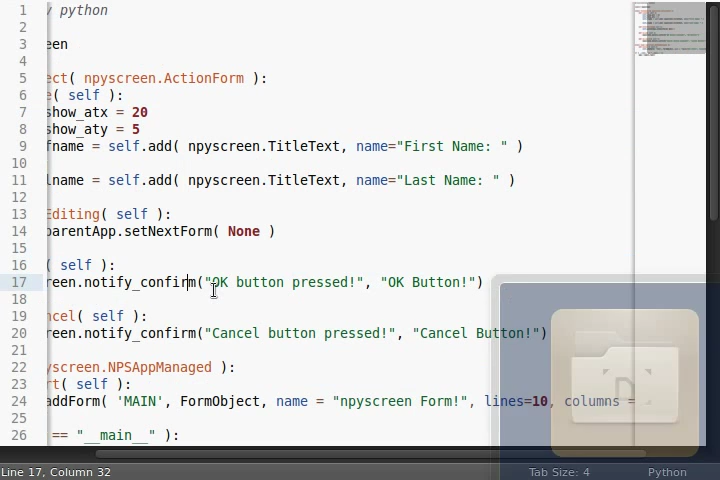 1 python
2
3 een
4
5 ect( npyscreen.ActionForm ):
6 e( self ):
7 show_atx = 20
8 show_aty = 5
9 fname = self.add( npyscreen.TitleText, name="First Name: " )
10
11 lname = self.add( npyscreen.TitleText, name="Last Name: " )
12
13 Editing( self ):
14 parentApp.setNextForm( None )
15
16 ( self ):
17 reen.notify_confirm("OK button pressed!", "OK Button!")
18
19 ncel( self ):
20 reen.notify_confirm("Cancel button pressed!", "Cancel Button!")
21
22 yscreen.NPSAppManaged ):
23 rt( self ):
24 addForm( 'MAIN', FormObject, name = "npyscreen Form!", lines=10, columns =
25
26 == "__main__" ):
Line 17, Column 32 Tab Size: 4 Python